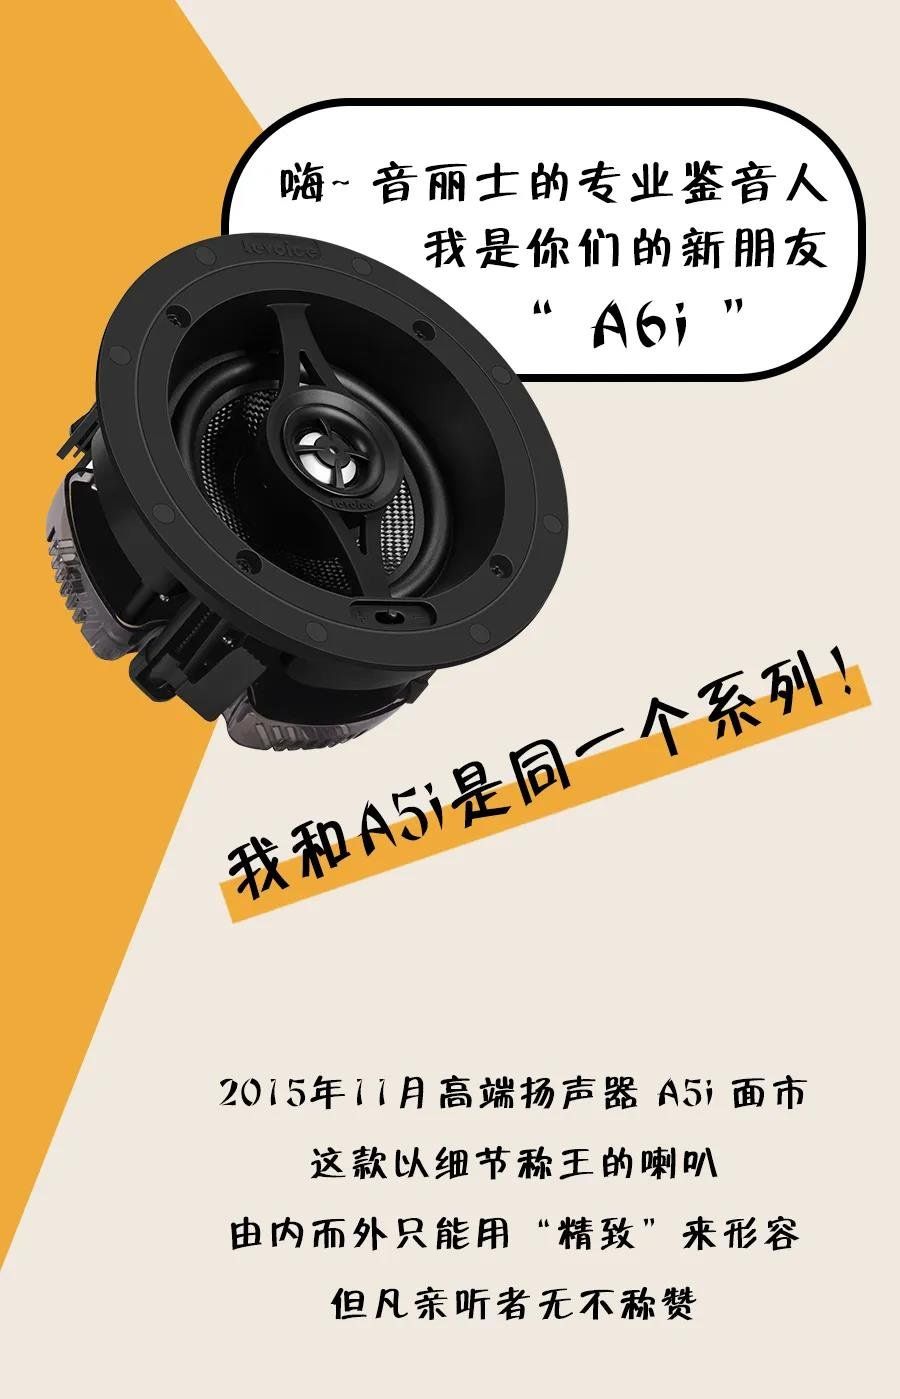 嗨~ 音丽士的专业鉴音人
我是你们的新朋友
“ A6i ”
我和A5i是同一个系列!
2015年11月高端扬声器 A5i 面市
这款以细节称王的喇叭
由内而外只能用“精致”来形容
但凡亲听者无不称赞